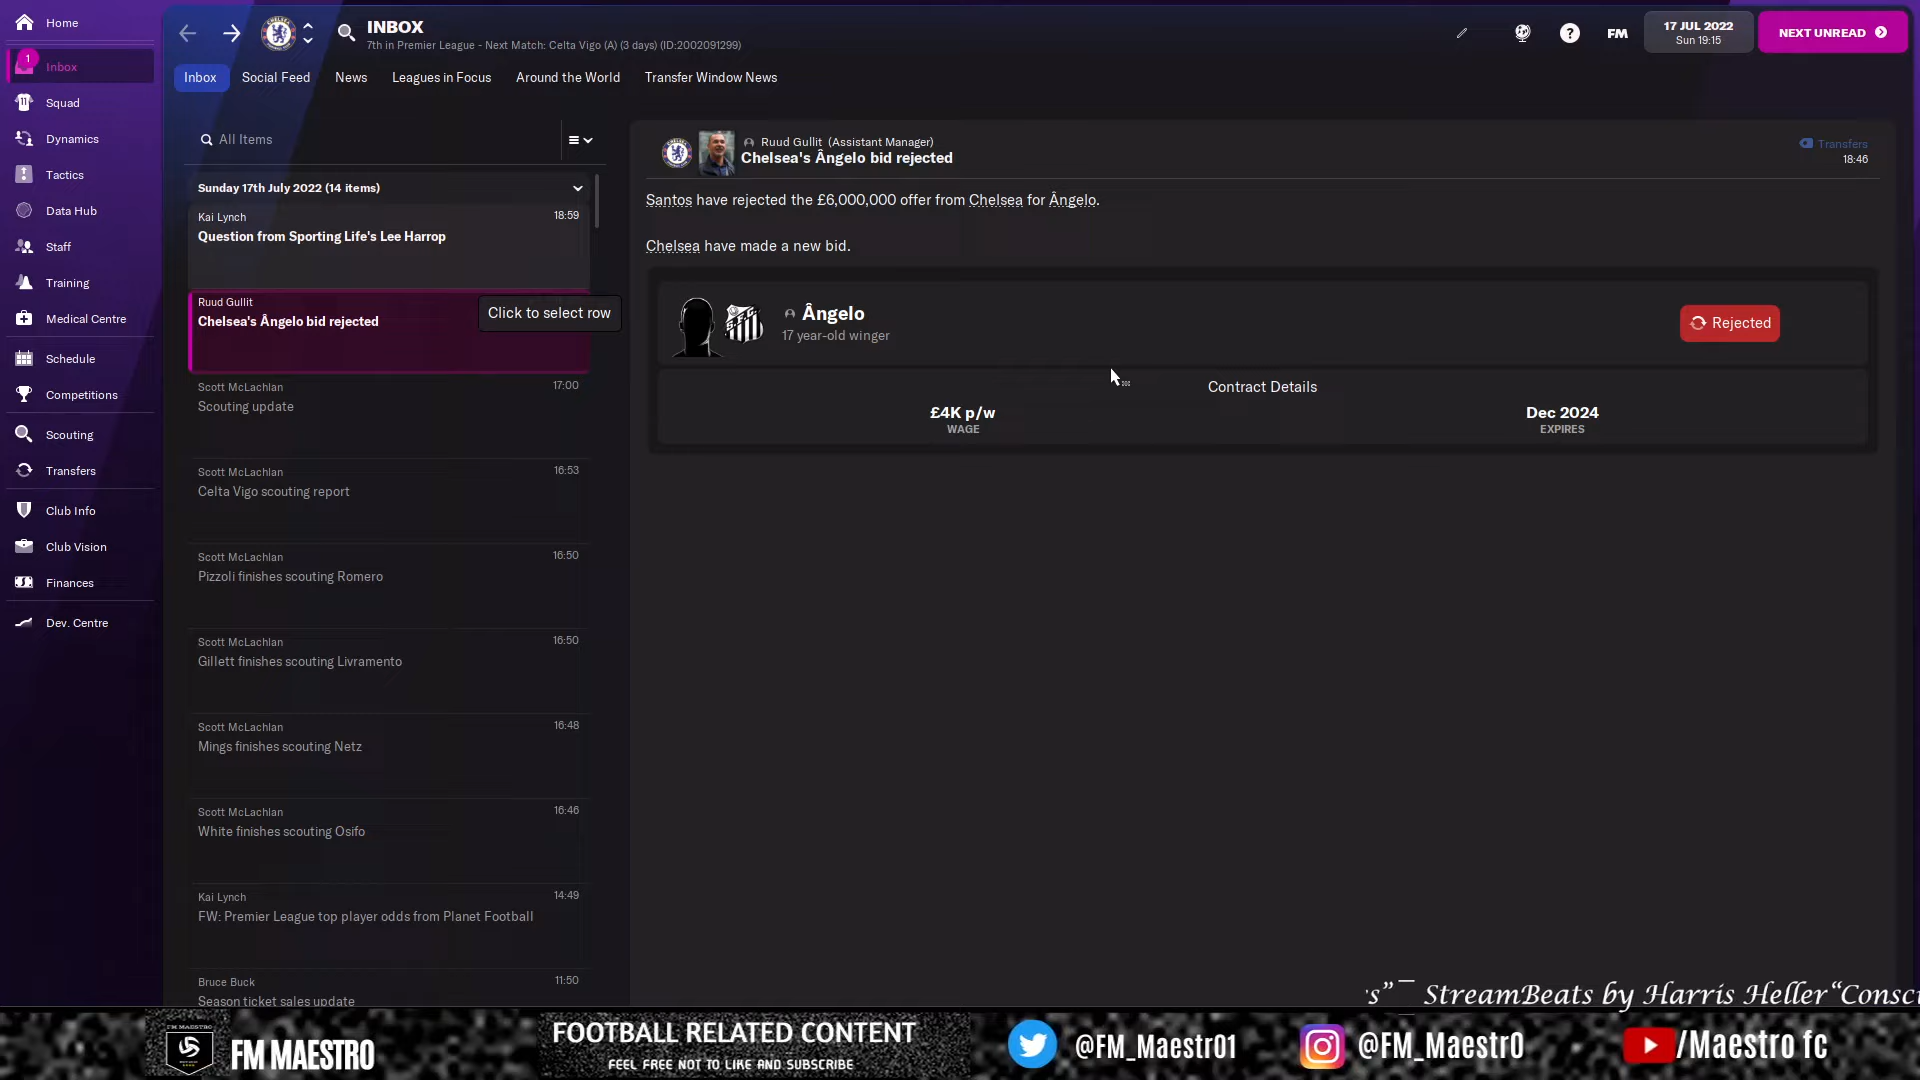 Home
1
Inbox
Squad
Dynamics
Tactics
Data Hub
Staff
Training
Medical Centre
Schedule
Competitions
Scouting
Transfers
Club Info
Club Vision
Finances
Dev. Centre
INBOX
7th in Premier League - Next Match: Celta Vigo (A) (3 days) (ID:2002091299)
FM
17 JUL 2022
Sun 19:15
NEXT UNREAD
Inbox
Social Feed
News
Leagues in Focus
Around the World
Transfer Window News
All Items
Sunday 17th July 2022 (14 items)
Kai Lynch
18:59
Question from Sporting Life's Lee Harrop
Ruud Gullit
Chelsea's Ângelo bid rejected
Click to select row
Scott McLachlan
17:00
Scouting update
Scott McLachlan
16:53
Celta Vigo scouting report
Scott McLachlan
16:50
Pizzoli finishes scouting Romero
Scott McLachlan
16:50
Gillett finishes scouting Livramento
Scott McLachlan
16:48
Mings finishes scouting Netz
Scott McLachlan
16:46
White finishes scouting Osifo
Kai Lynch
14:49
FW: Premier League top player odds from Planet Football
Bruce Buck
11:50
Season ticket sales update
Ruud Gullit (Assistant Manager)
Chelsea's Ângelo bid rejected
Transfers
18:46
Santos have rejected the £6,000,000 offer from Chelsea for Ângelo.
Chelsea have made a new bid.
Ângelo
17 year-old winger
Rejected
Contract Details
£4K p/w
WAGE
Dec 2024
EXPIRES
s” – StreamBeats by Harris Heller “Consc
FM MAESTRO
FM MAESTRO
FOOTBALL RELATED CONTENT
FEEL FREE NOT TO LIKE AND SUBSCRIBE
@FM_Maestr01
@FM_Maestr0
/Maestro fc